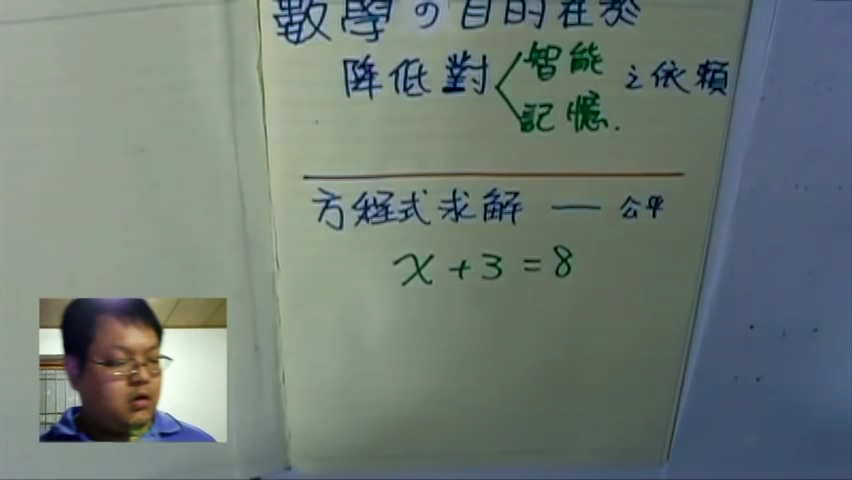 數學の目的在於
降低對 智能 之依賴
記憶.
方程式求解 — 公平
x + 3 = 8